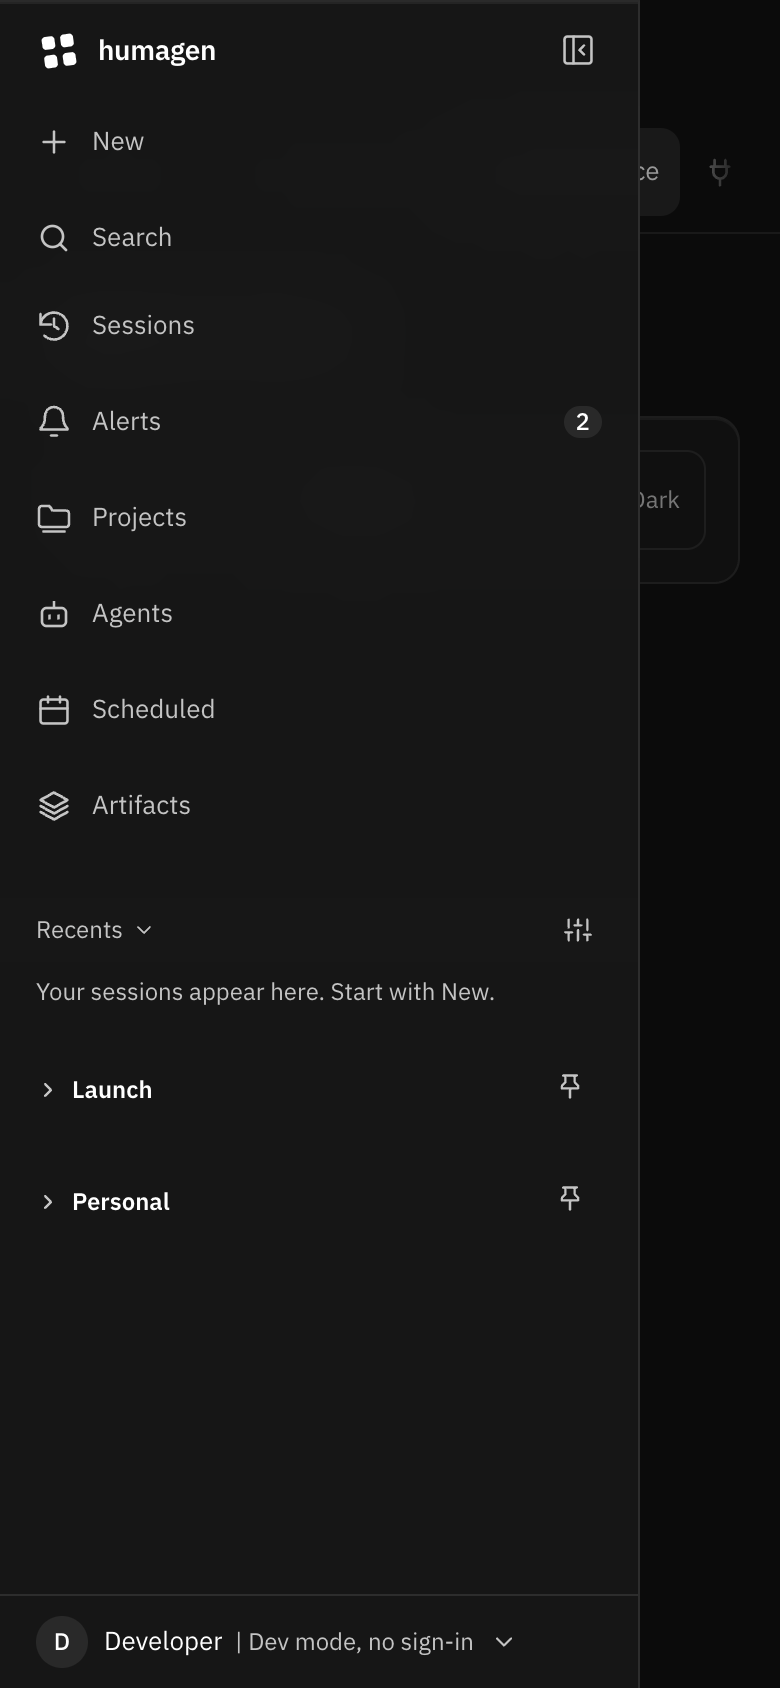 humagen
New
Search
Sessions
Alerts 2
Projects
Agents
Scheduled
Artifacts
Recents
Your sessions appear here. Start with New.
Launch
Personal
D Developer | Dev mode, no sign-in